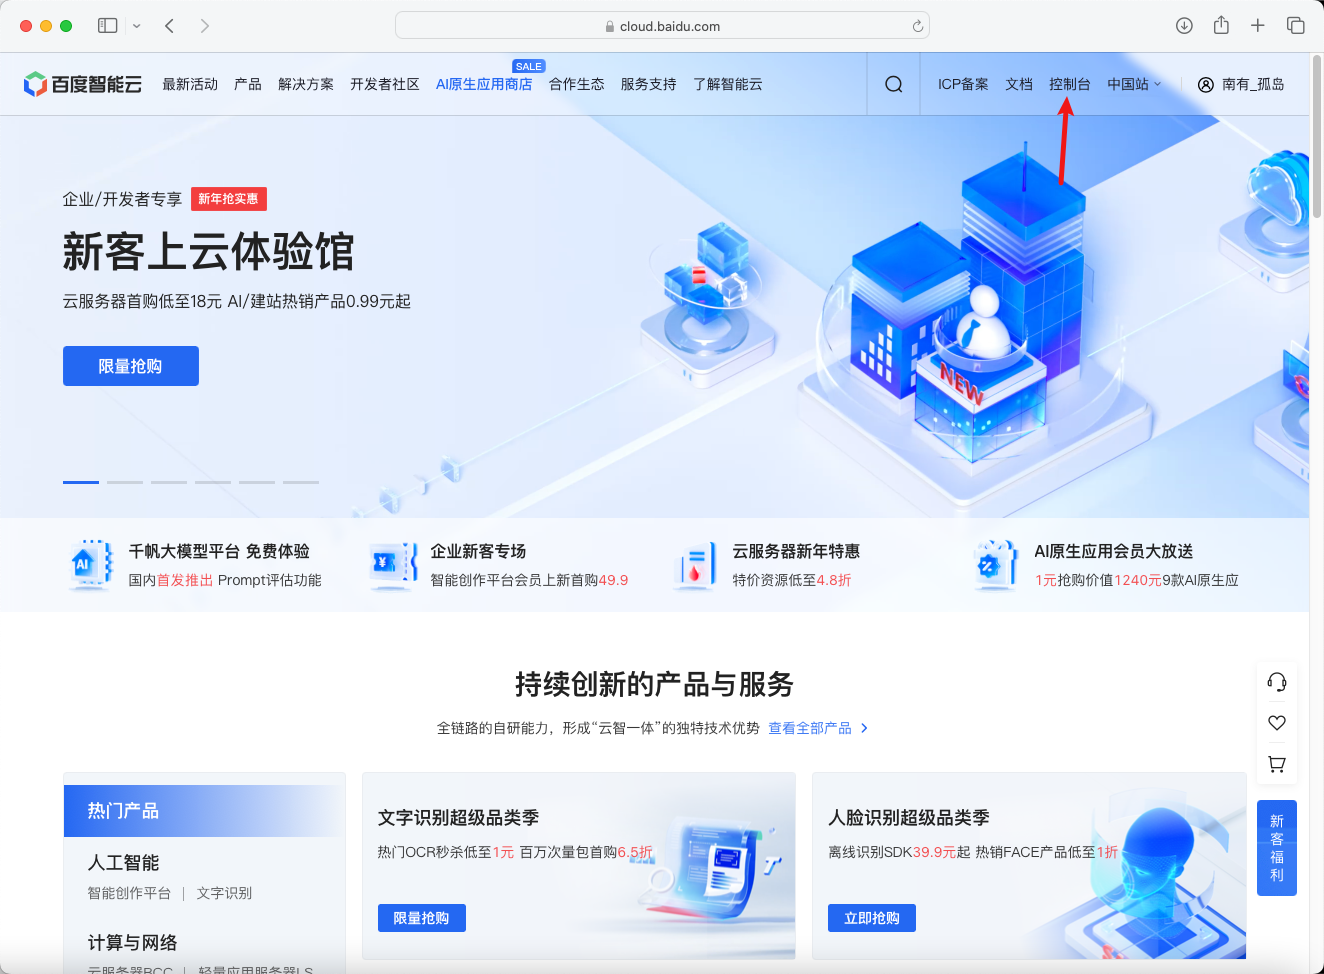 cloud.baidu.com
百度智能云
最新活动 产品 解决方案 开发者社区 AI原生应用商店 SALE 合作生态 服务支持 了解智能云
ICP备案 文档 控制台 中国站 南有_孤岛
企业/开发者专享 新年抢实惠
新客上云体验馆
云服务器首购低至18元 AI/建站热销产品0.99元起
限量抢购
NEW
AI
千帆大模型平台 免费体验
国内首发推出 Prompt评估功能
¥
企业新客专场
智能创作平台会员上新首购49.9
云服务器新年特惠
特价资源低至4.8折
AI原生应用会员大放送
1元抢购价值1240元9款AI原生应
持续创新的产品与服务
全链路的自研能力，形成“云智一体”的独特技术优势 查看全部产品
热门产品
人工智能
智能创作平台 | 文字识别
计算与网络
云服务器BCC | 轻量应用服务器LS
文字识别超级品类季
热门OCR秒杀低至1元 百万次量包首购6.5折
限量抢购
人脸识别超级品类季
离线识别SDK39.9元起 热销FACE产品低至1折
立即抢购
新
客
福
利